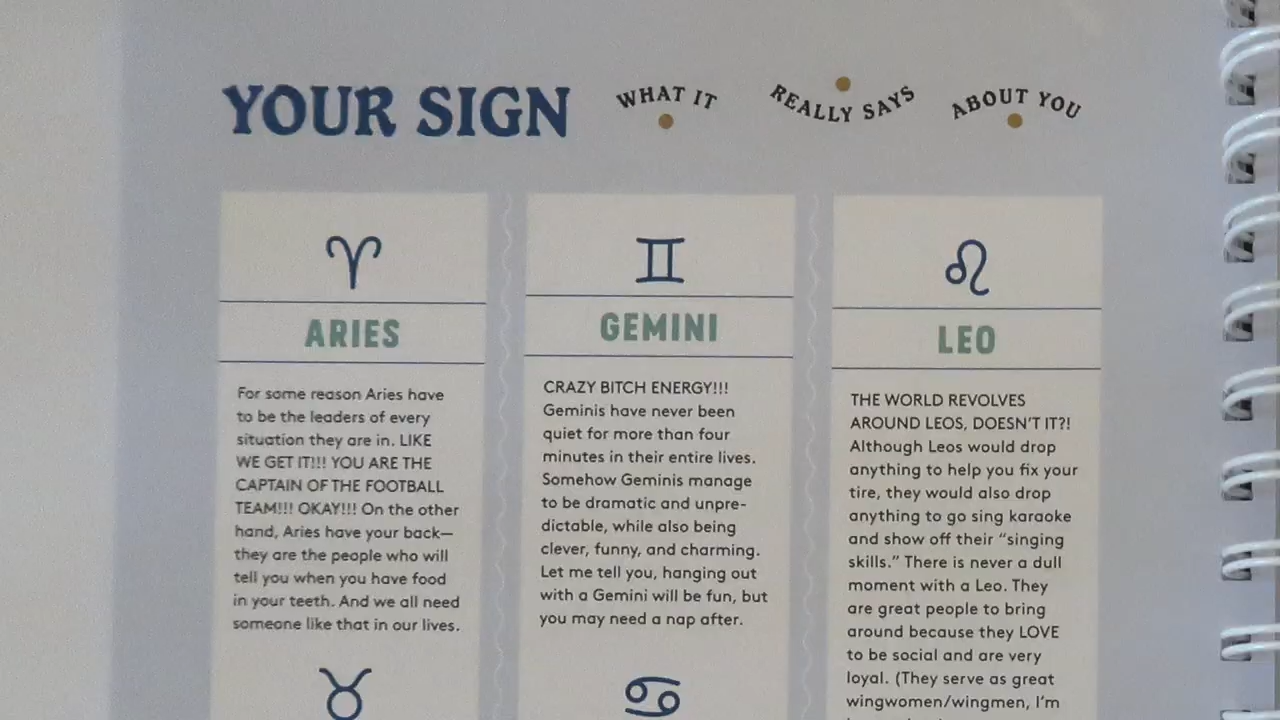 YOUR SIGN WHAT IT REALLY SAYS ABOUT YOU
ARIES
For some reason Aries have
to be the leaders of every
situation they are in. LIKE
WE GET IT!!! YOU ARE THE
CAPTAIN OF THE FOOTBALL
TEAM!!! OKAY!!! On the other
hand, Aries have your back—
they are the people who will
tell you when you have food
in your teeth. And we all need
someone like that in our lives.
GEMINI
CRAZY BITCH ENERGY!!!
Geminis have never been
quiet for more than four
minutes in their entire lives.
Somehow Geminis manage
to be dramatic and unpre-
dictable, while also being
clever, funny, and charming.
Let me tell you, hanging out
with a Gemini will be fun, but
you may need a nap after.
LEO
THE WORLD REVOLVES
AROUND LEOS, DOESN'T IT?!
Although Leos would drop
anything to help you fix your
tire, they would also drop
anything to go sing karaoke
and show off their “singing
skills.” There is never a dull
moment with a Leo. They
are great people to bring
around because they LOVE
to be social and are very
loyal. (They serve as great
wingwomen/wingmen, I'm